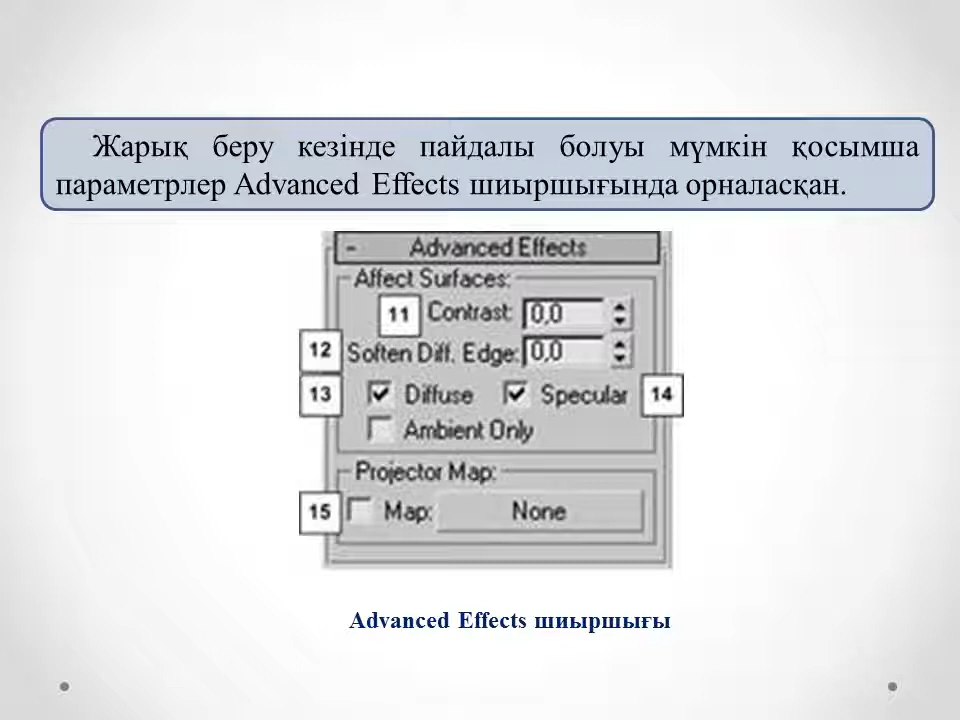 Жарық беру кезінде пайдалы болуы мүмкін қосымша
параметрлер Advanced Effects шиыршығында орналасқан.
- Advanced Effects
Affect Surfaces:
11 Contrast: 0,0
12 Soften Diff. Edge: 0,0
13 Diffuse Specular 14
Ambient Only
Projector Map:
15 Map: None
Advanced Effects шиыршығы